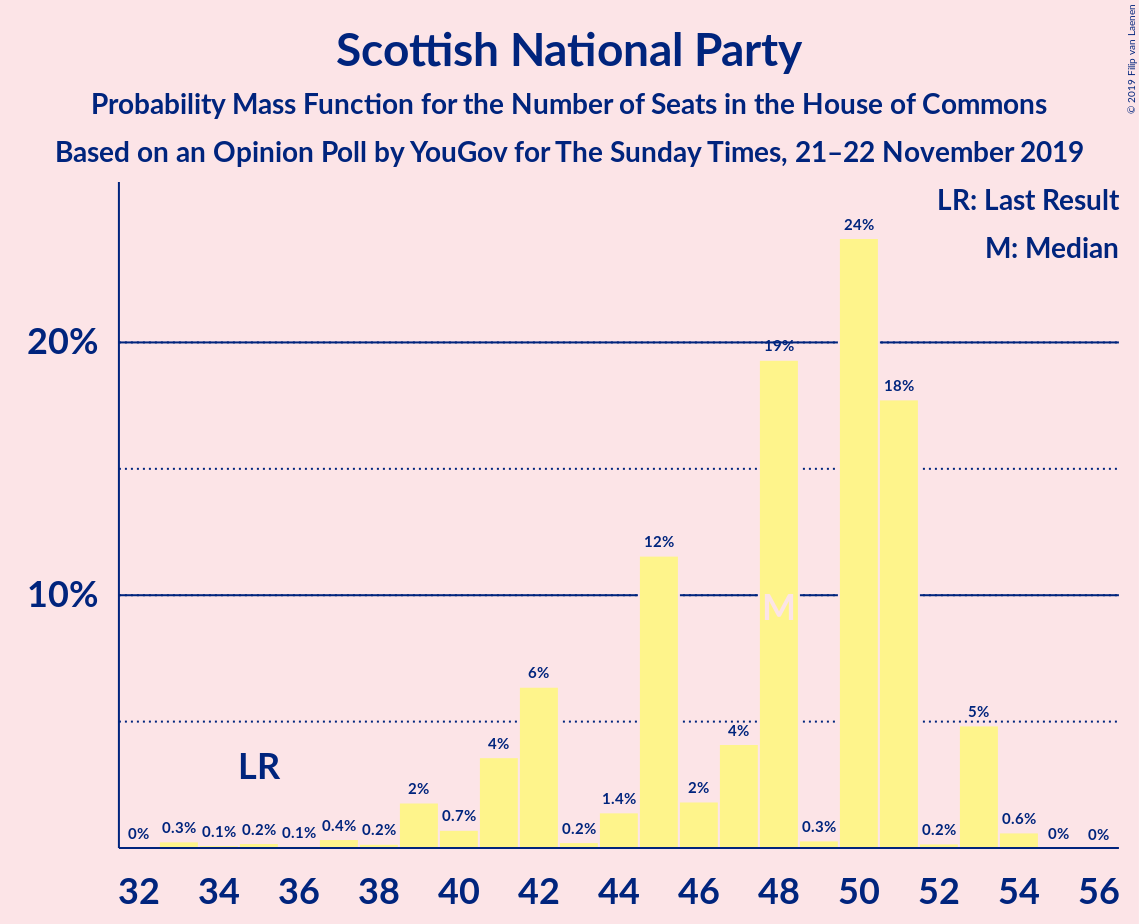 © 2019 Filip van Laenen
Scottish National Party
Probability Mass Function for the Number of Seats in the House of Commons
Based on an Opinion Poll by YouGov for The Sunday Times, 21–22 November 2019
LR: Last Result
M: Median
20%
10%
0% 0.3% 0.1% 0.2% 0.1% 0.4% 0.2% 2% 0.7% 4% 6% 0.2% 1.4% 12% 2% 4% 19% 0.3% 24% 18% 0.2% 5% 0.6% 0% 0%
LR
M
32 34 36 38 40 42 44 46 48 50 52 54 56